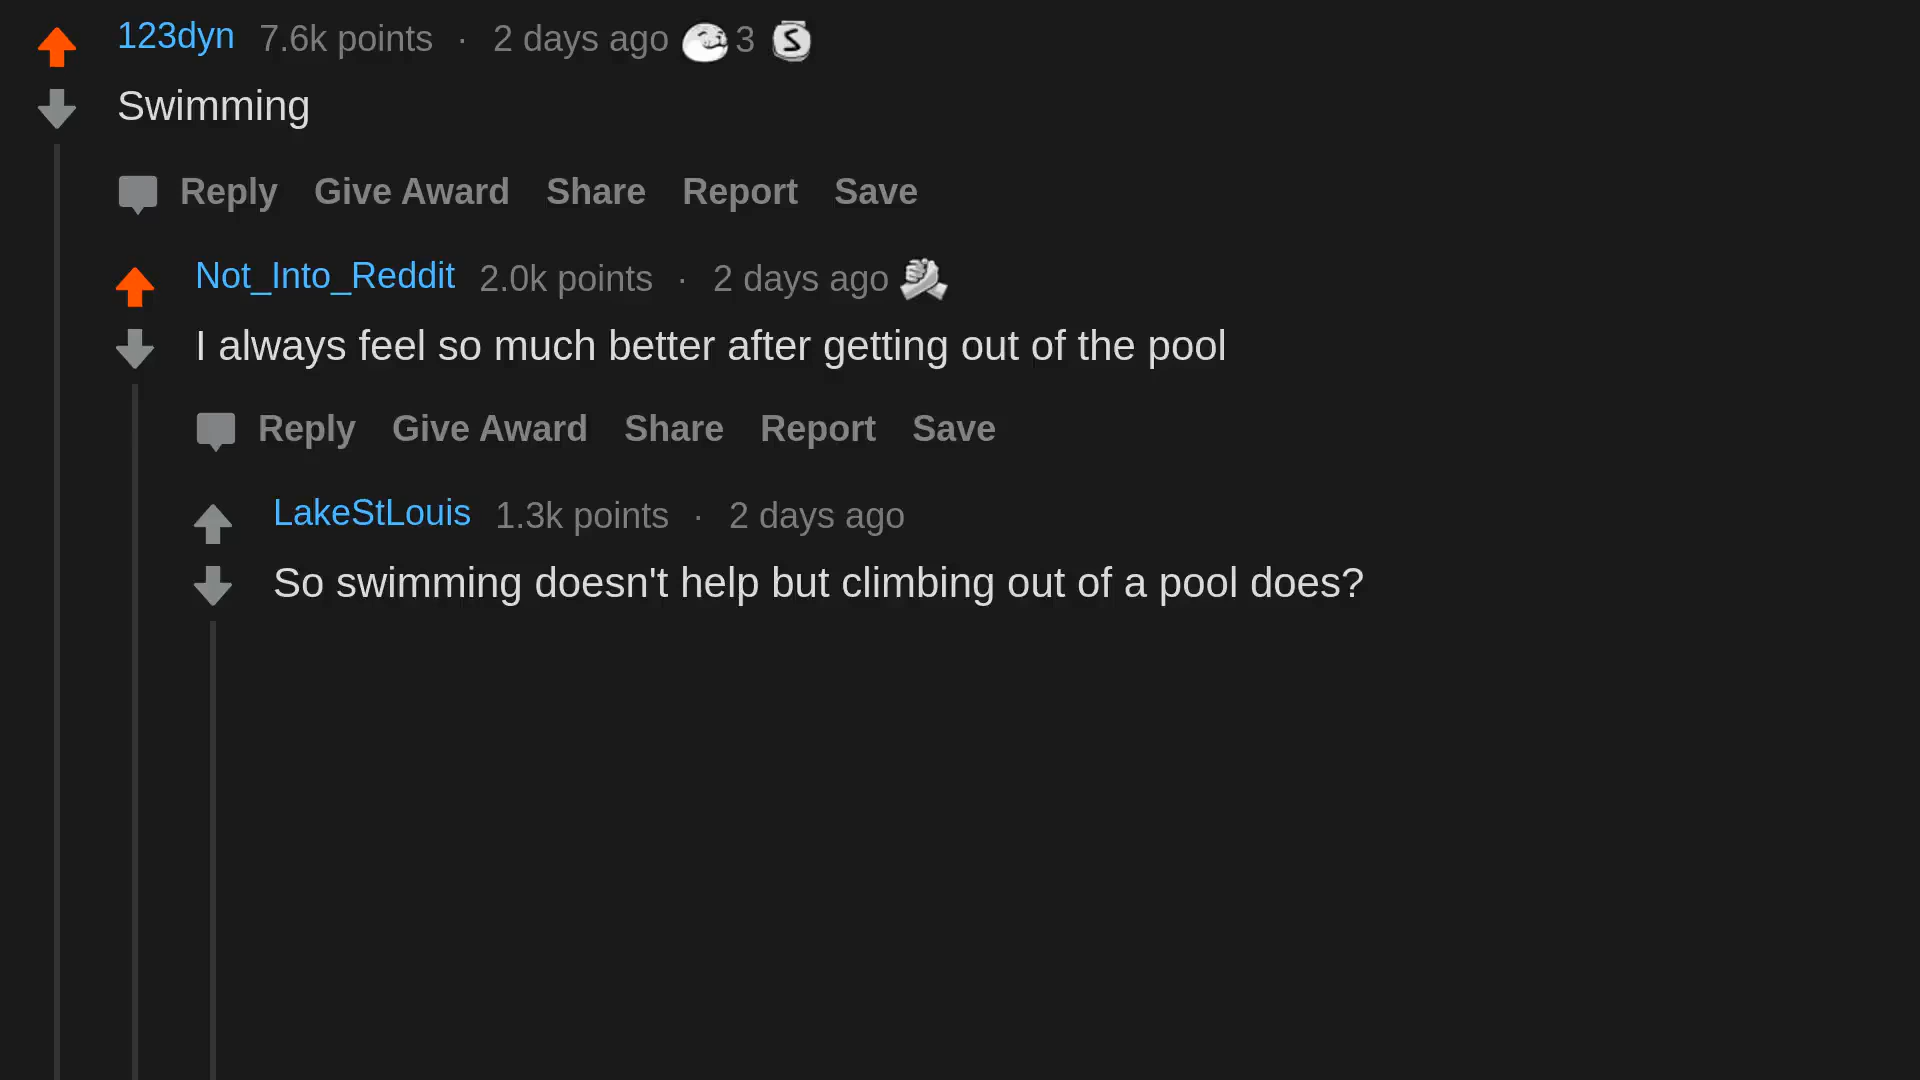 123dyn 7.6k points · 2 days ago 3 S
Swimming
Reply Give Award Share Report Save
Not_Into_Reddit 2.0k points · 2 days ago
I always feel so much better after getting out of the pool
Reply Give Award Share Report Save
LakeStLouis 1.3k points · 2 days ago
So swimming doesn't help but climbing out of a pool does?